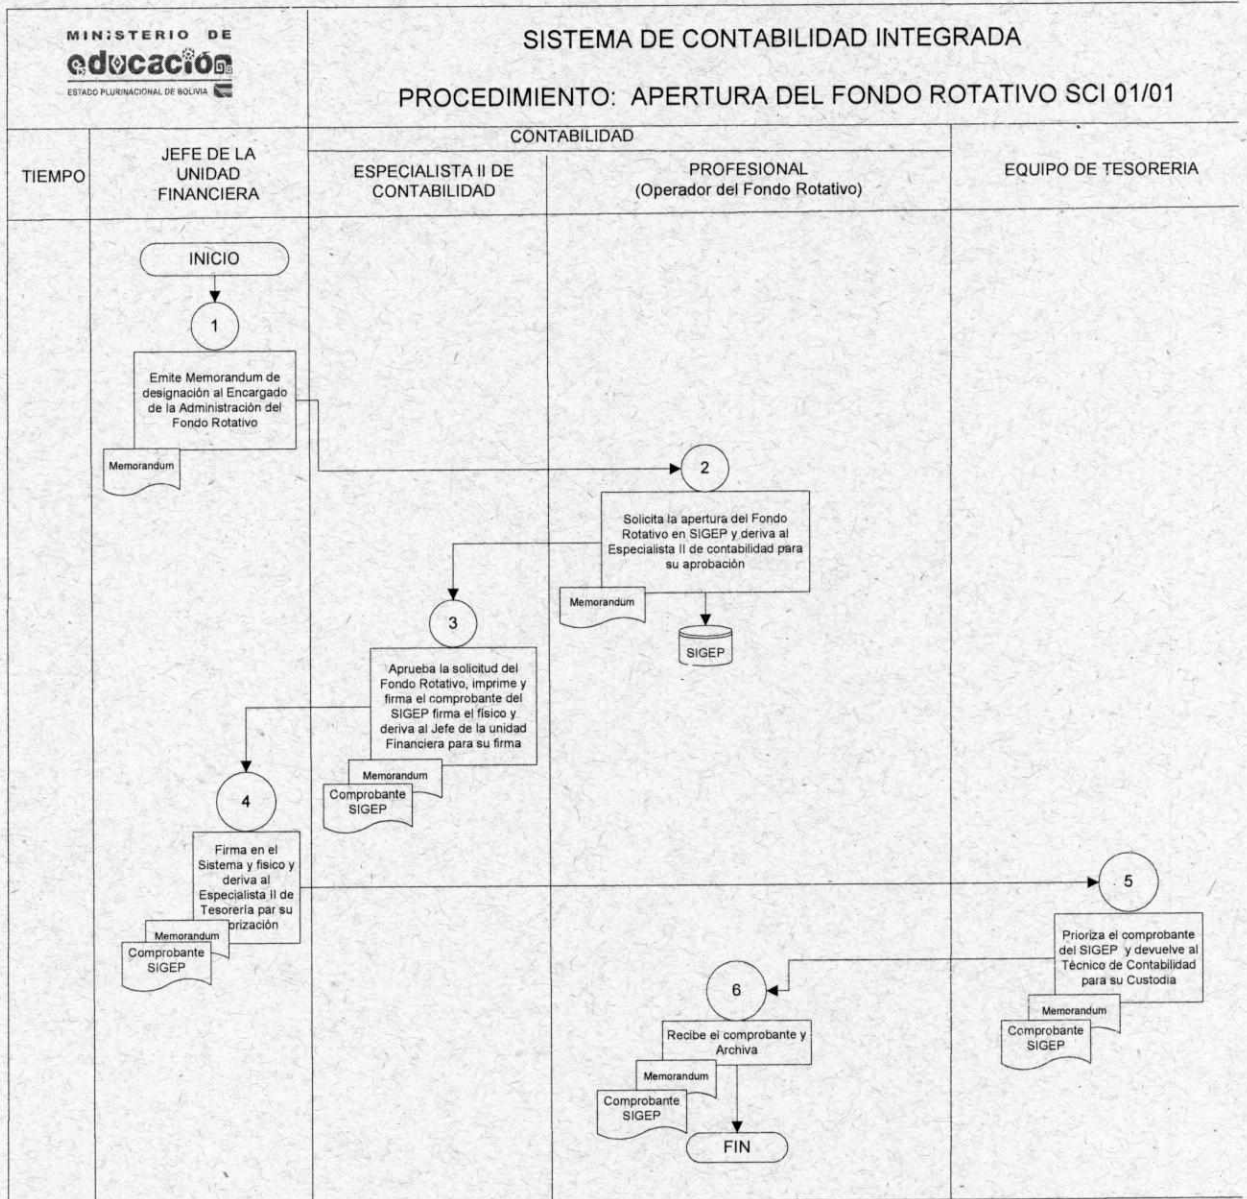 MINISTERIO DE
educación
ESTADO PLURINACIONAL DE BOLIVIA
SISTEMA DE CONTABILIDAD INTEGRADA
PROCEDIMIENTO: APERTURA DEL FONDO ROTATIVO SCI 01/01
TIEMPO
JEFE DE LA
UNIDAD
FINANCIERA
CONTABILIDAD
ESPECIALISTA II DE
CONTABILIDAD
PROFESIONAL
(Operador del Fondo Rotativo)
EQUIPO DE TESORERIA
INICIO
1
Emite Memorandum de
designación al Encargado
de la Administración del
Fondo Rotativo
Memorandum
2
Solicita la apertura del Fondo
Rotativo en SIGEP y deriva al
Especialista II de contabilidad para
su aprobación
Memorandum
SIGEP
3
Aprueba la solicitud del
Fondo Rotativo, imprime y
firma el comprobante del
SIGEP firma el físico y
deriva al Jefe de la unidad
Financiera para su firma
Memorandum
Comprobante
SIGEP
4
Firma en el
Sistema y fisico y
deriva al
Especialista II de
Tesorería par su
orización
Memorandum
Comprobante
SIGEP
5
Prioriza el comprobante
del SIGEP y devuelve al
Técnico de Contabilidad
para su Custodia
Memorandum
Comprobante
SIGEP
6
Recibe el comprobante y
Archiva
Memorandum
Comprobante
SIGEP
FIN